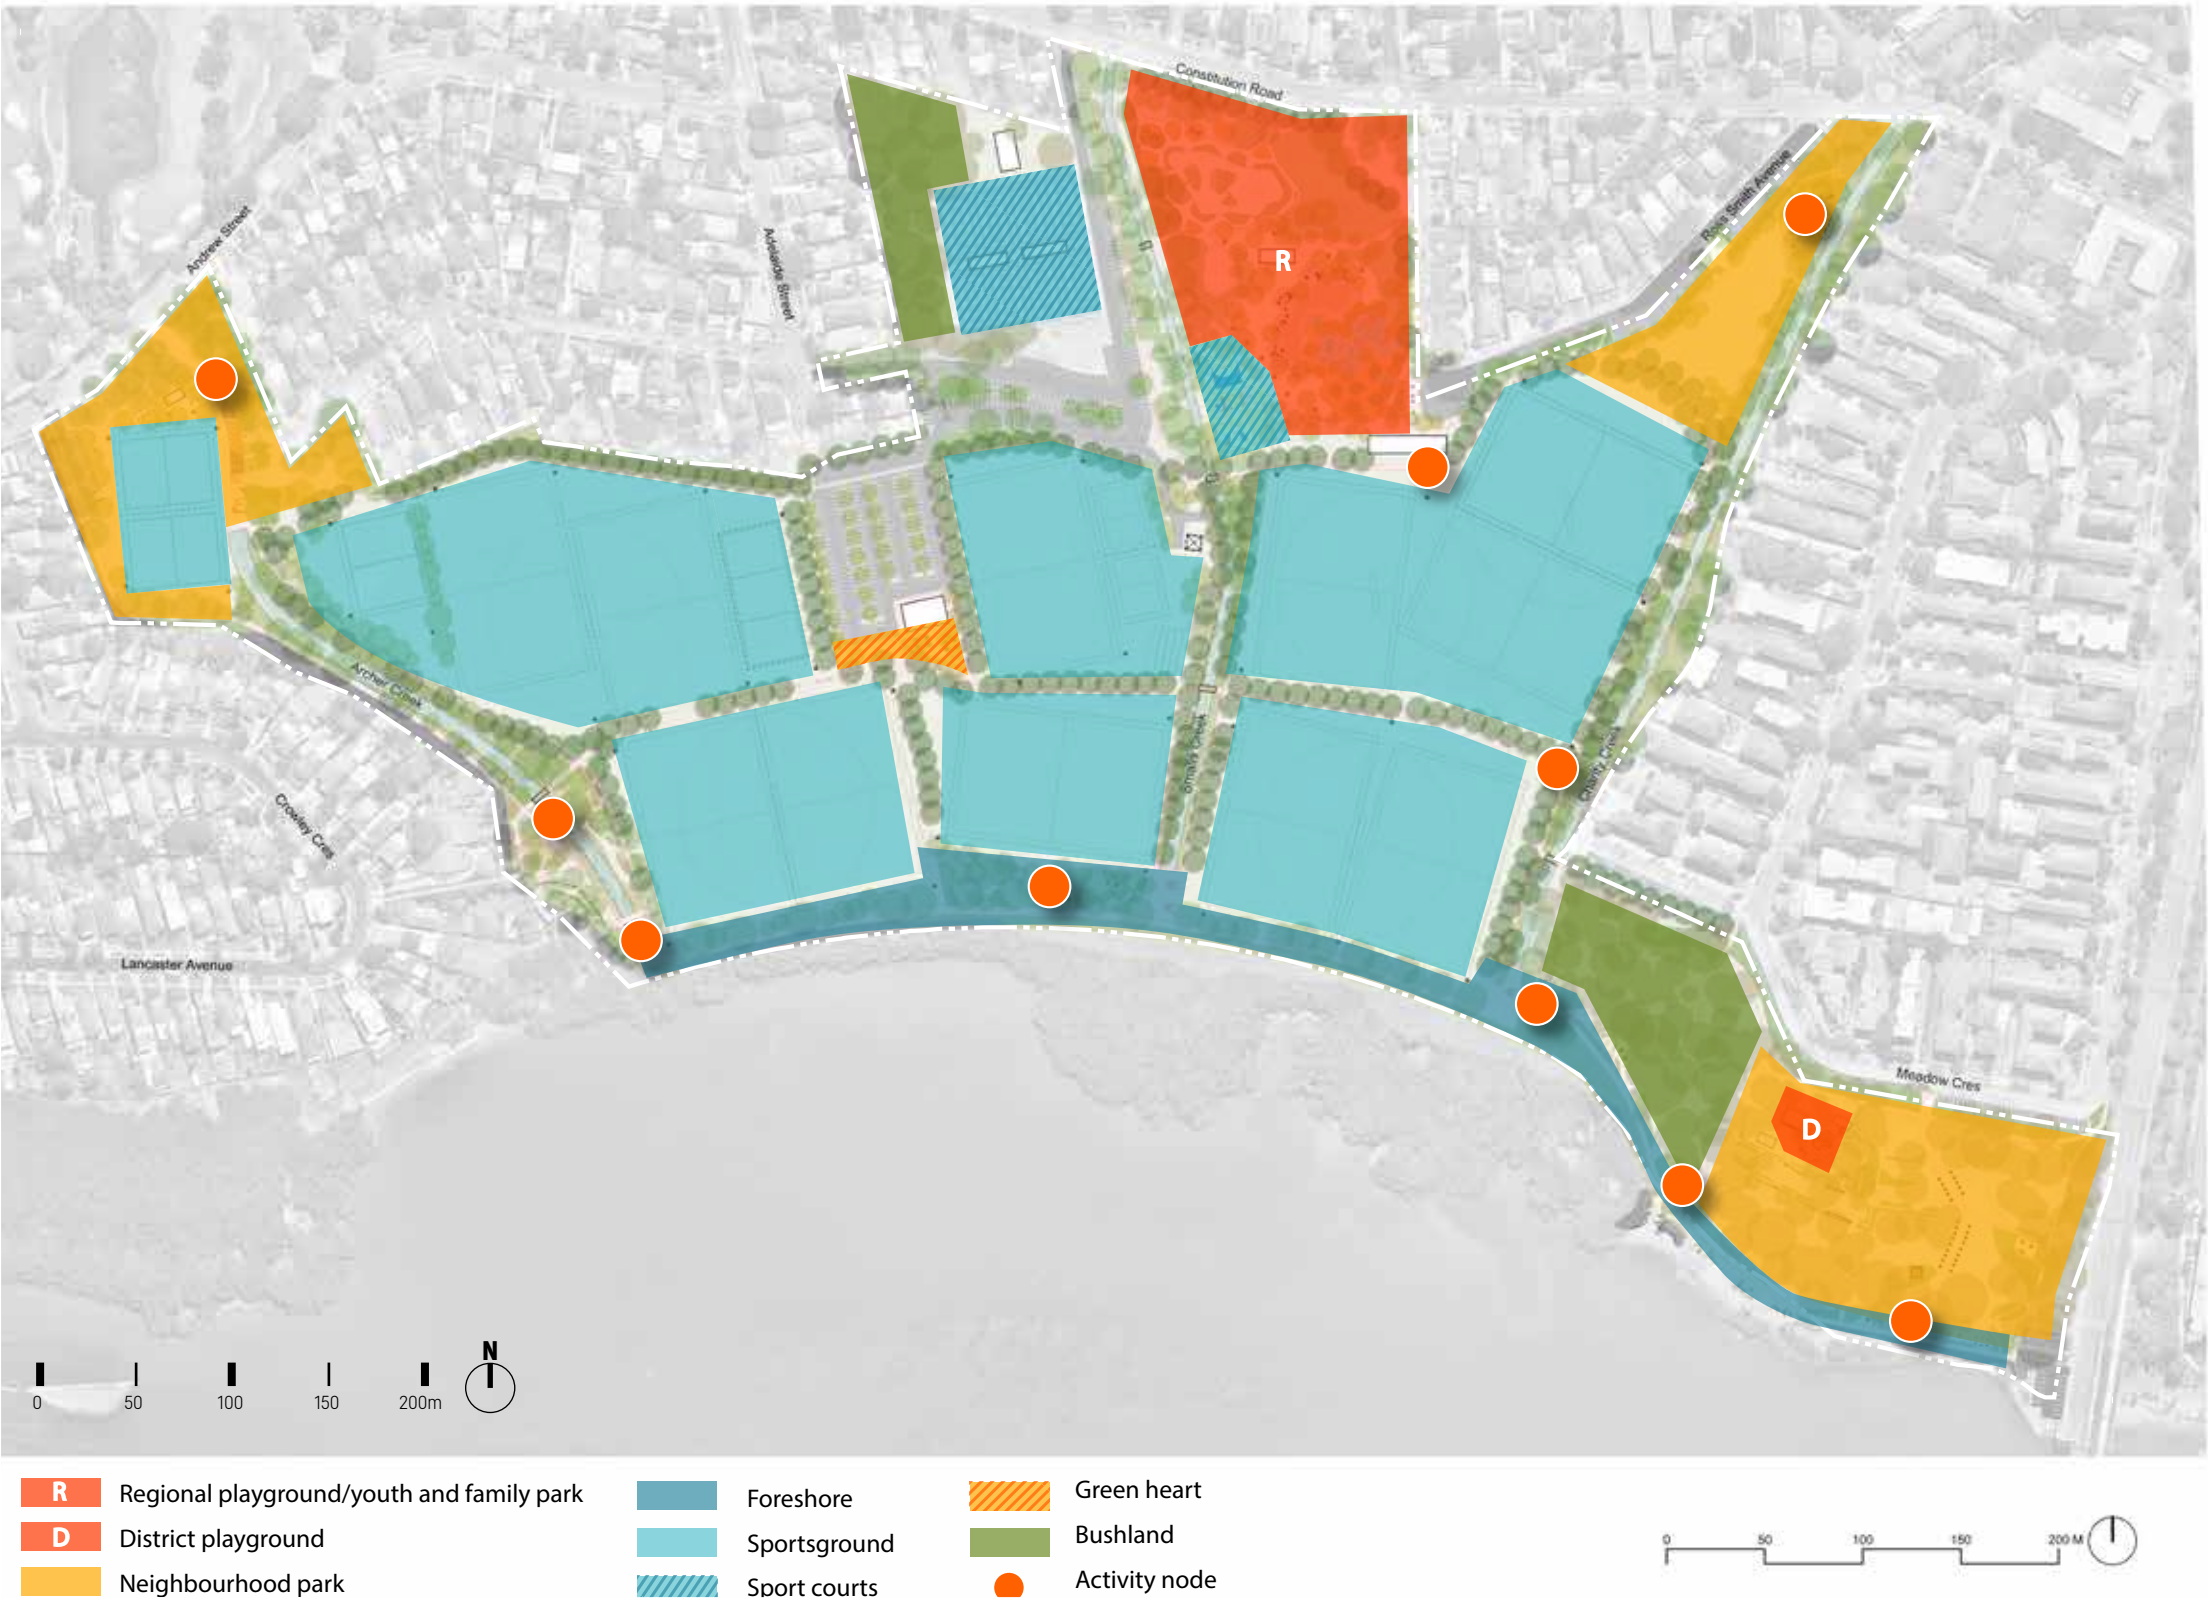 Constitution Road
Ross Smith Avenue
Andrew Street
Adelaide Street
R
Archer Creek
Smalls Creek
Charity Creek
Crowley Cres
Lancaster Avenue
Meadow Cres
D
N
0 50 100 150 200m
R Regional playground/youth and family park
D District playground
Neighbourhood park
Foreshore
Sportsground
Sport courts
Green heart
Bushland
Activity node
0 50 100 150 200 M